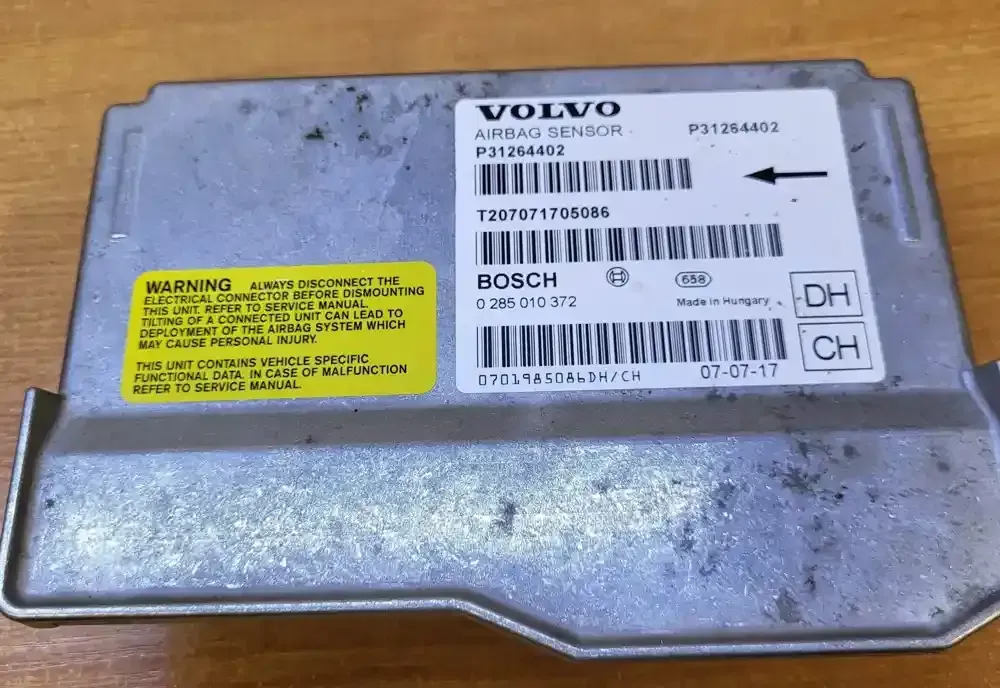 VOLVO
AIRBAG SENSOR
P31264402
P31264402
T207071705086
BOSCH
658
0 285 010 372
Made in Hungary
DH
CH
0701985086DH/CH
07-07-17
WARNING ALWAYS DISCONNECT THE
ELECTRICAL CONNECTOR BEFORE DISMOUNTING
THIS UNIT. REFER TO SERVICE MANUAL.
TILTING OF A CONNECTED UNIT CAN LEAD TO
DEPLOYMENT OF THE AIRBAG SYSTEM WHICH
MAY CAUSE PERSONAL INJURY.
THIS UNIT CONTAINS VEHICLE SPECIFIC
FUNCTIONAL DATA. IN CASE OF MALFUNCTION
REFER TO SERVICE MANUAL.